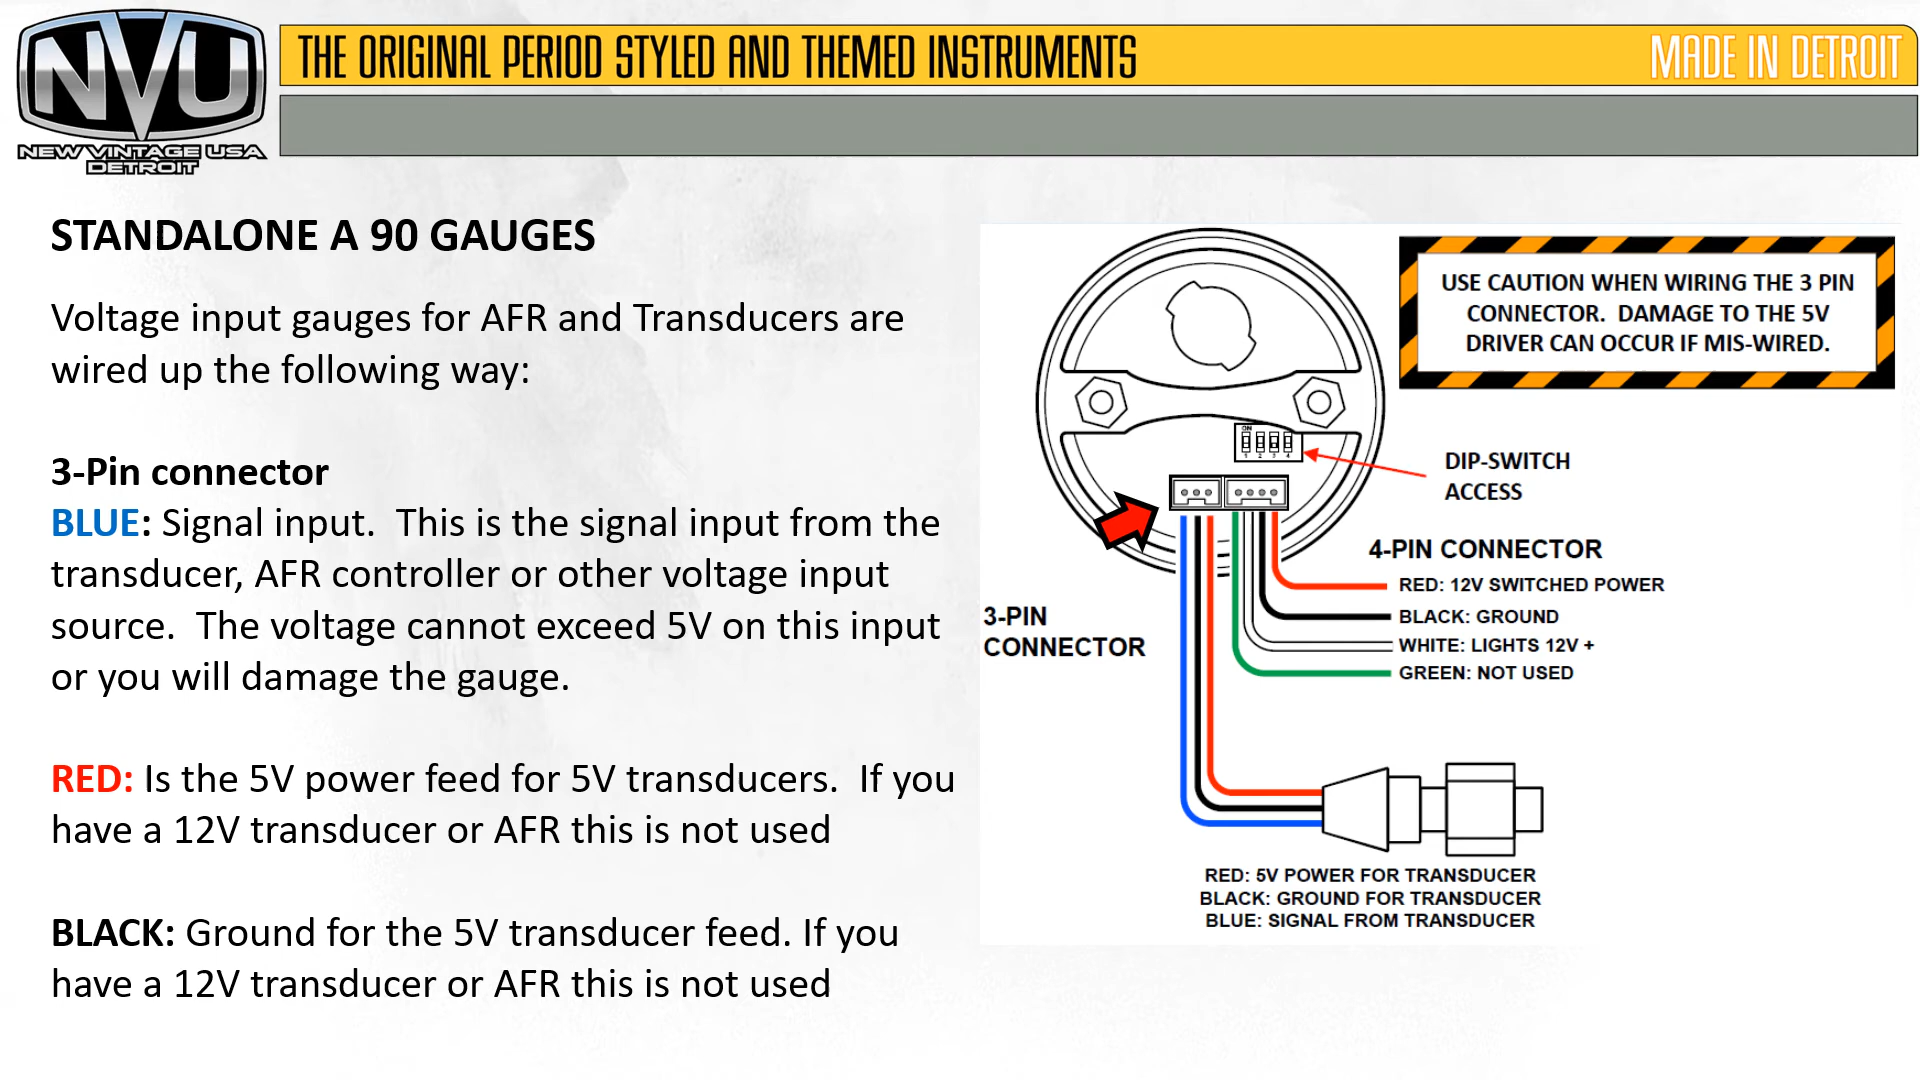 NVU
NEW VINTAGE USA
DETROIT
THE ORIGINAL PERIOD STYLED AND THEMED INSTRUMENTS
MADE IN DETROIT
STANDALONE A 90 GAUGES
Voltage input gauges for AFR and Transducers are
wired up the following way:
3-Pin connector
BLUE: Signal input.  This is the signal input from the
transducer, AFR controller or other voltage input
source.  The voltage cannot exceed 5V on this input
or you will damage the gauge.
RED: Is the 5V power feed for 5V transducers.  If you
have a 12V transducer or AFR this is not used
BLACK: Ground for the 5V transducer feed. If you
have a 12V transducer or AFR this is not used
USE CAUTION WHEN WIRING THE 3 PIN
CONNECTOR.  DAMAGE TO THE 5V
DRIVER CAN OCCUR IF MIS-WIRED.
ON
1 2 3 4
DIP-SWITCH
ACCESS
4-PIN CONNECTOR
RED: 12V SWITCHED POWER
BLACK: GROUND
WHITE: LIGHTS 12V +
GREEN: NOT USED
3-PIN
CONNECTOR
RED: 5V POWER FOR TRANSDUCER
BLACK: GROUND FOR TRANSDUCER
BLUE: SIGNAL FROM TRANSDUCER